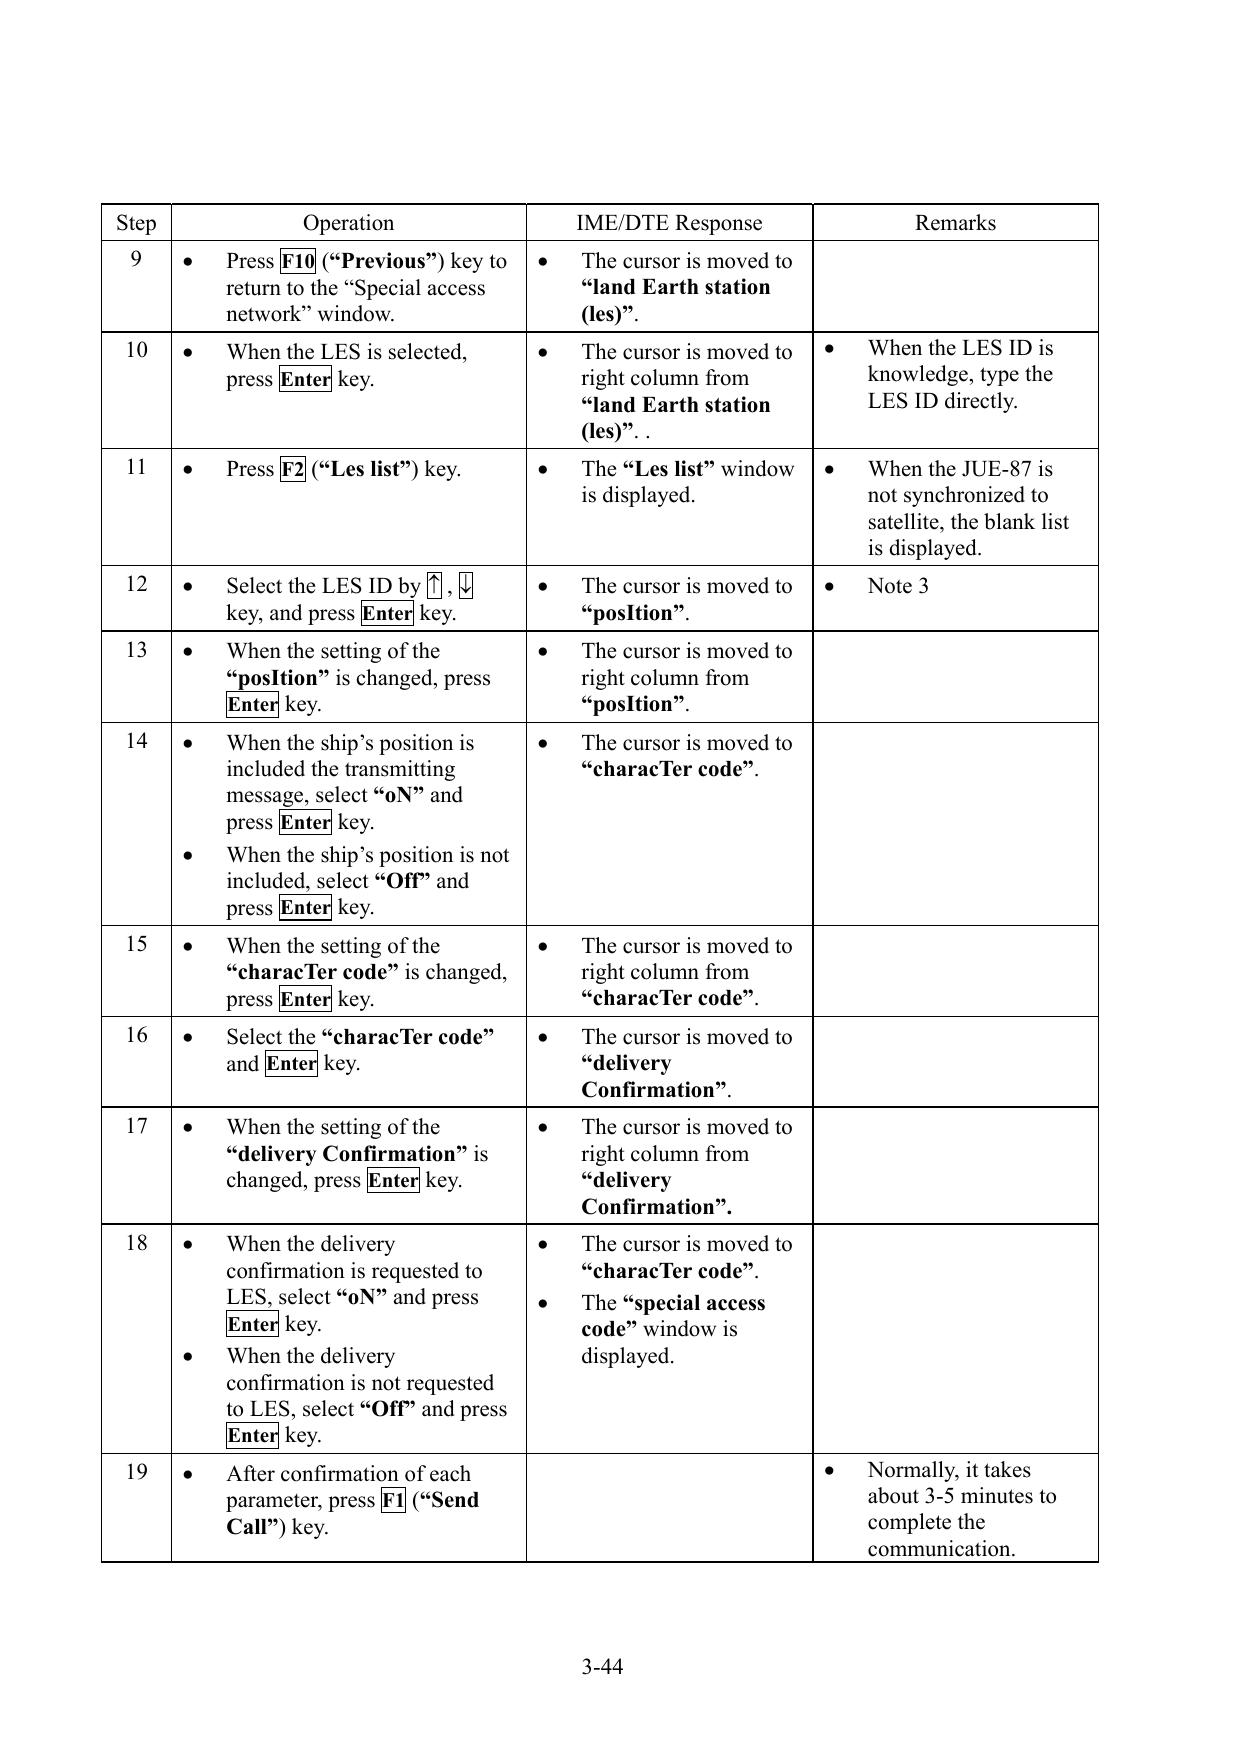 Step Operation IME/DTE Response Remarks
9 • Press F10 (“Previous”) key to • The cursor is moved to
return to the “Special access “land Earth station
network” window. (les)”.
10 • When the LES is selected, • The cursor is moved to • When the LES ID is
press Enter key. right column from knowledge, type the
“land Earth station LES ID directly.
(les)”. .
11 • Press F2 (“Les list”) key. • The “Les list” window • When the JUE-87 is
is displayed. not synchronized to
satellite, the blank list
is displayed.
12 • Select the LES ID by ↑ , ↓ • The cursor is moved to • Note 3
key, and press Enter key. “posItion”.
13 • When the setting of the • The cursor is moved to
“posItion” is changed, press right column from
Enter key. “posItion”.
14 • When the ship’s position is • The cursor is moved to
included the transmitting “characTer code”.
message, select “oN” and
press Enter key.
• When the ship’s position is not
included, select “Off” and
press Enter key.
15 • When the setting of the • The cursor is moved to
“characTer code” is changed, right column from
press Enter key. “characTer code”.
16 • Select the “characTer code” • The cursor is moved to
and Enter key. “delivery
Confirmation”.
17 • When the setting of the • The cursor is moved to
“delivery Confirmation” is right column from
changed, press Enter key. “delivery
Confirmation”.
18 • When the delivery • The cursor is moved to
confirmation is requested to “characTer code”.
LES, select “oN” and press • The “special access
Enter key. code” window is
• When the delivery displayed.
confirmation is not requested
to LES, select “Off” and press
Enter key.
19 • After confirmation of each • Normally, it takes
parameter, press F1 (“Send about 3-5 minutes to
Call”) key. complete the
communication.
3-44